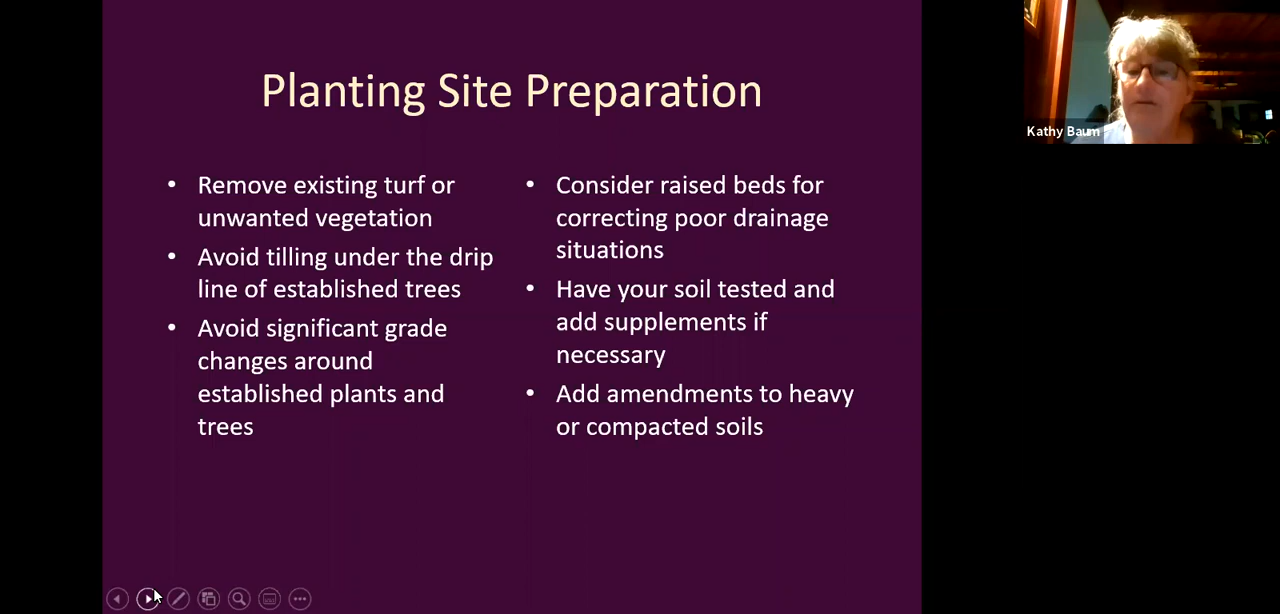 Planting Site Preparation
• Remove existing turf or
unwanted vegetation
• Avoid tilling under the drip
line of established trees
• Avoid significant grade
changes around
established plants and
trees
• Consider raised beds for
correcting poor drainage
situations
• Have your soil tested and
add supplements if
necessary
• Add amendments to heavy
or compacted soils
Kathy Baum